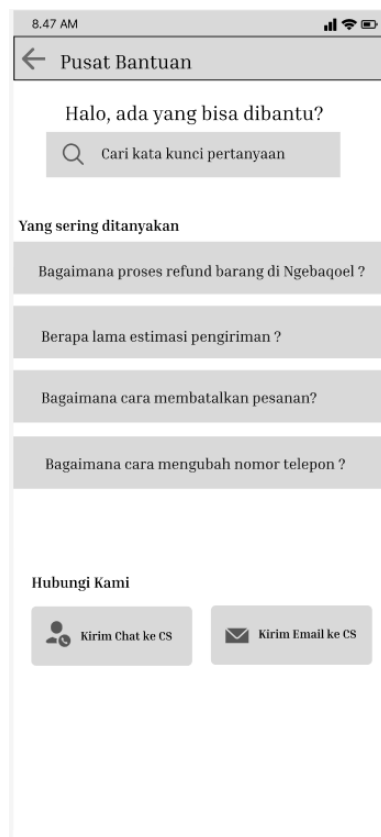 8.47 AM
Pusat Bantuan
Halo, ada yang bisa dibantu?
Cari kata kunci pertanyaan
Yang sering ditanyakan
Bagaimana proses refund barang di Ngebaqoel ?
Berapa lama estimasi pengiriman ?
Bagaimana cara membatalkan pesanan?
Bagaimana cara mengubah nomor telepon ?
Hubungi Kami
Kirim Chat ke CS
Kirim Email ke CS